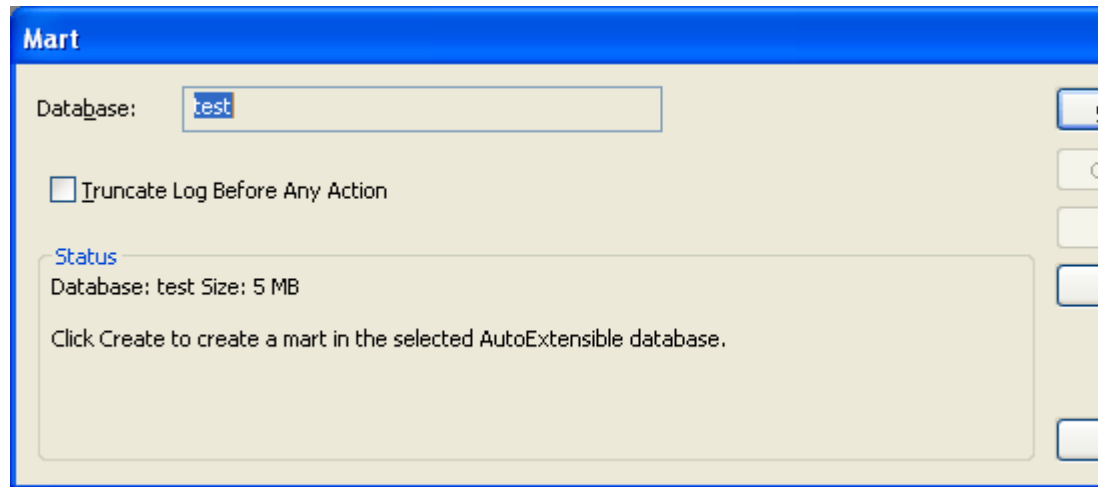 Mart
Database:
test
Truncate Log Before Any Action
Status
Database: test Size: 5 MB
Click Create to create a mart in the selected AutoExtensible database.